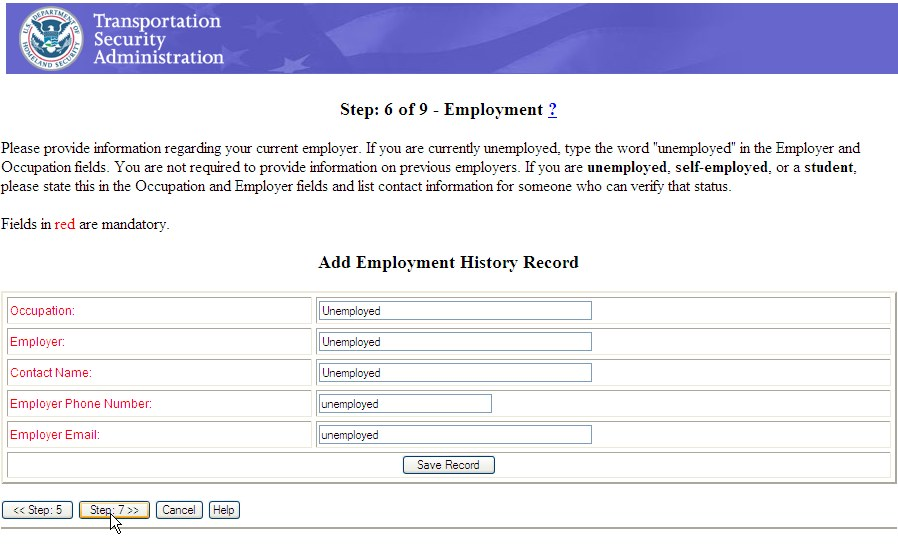 U.S. DEPARTMENT OF
HOMELAND SECURITY
Transportation
Security
Administration
Step: 6 of 9 - Employment ?
Please provide information regarding your current employer. If you are currently unemployed, type the word "unemployed" in the Employer and
Occupation fields. You are not required to provide information on previous employers. If you are unemployed, self-employed, or a student,
please state this in the Occupation and Employer fields and list contact information for someone who can verify that status.
Fields in red are mandatory.
Add Employment History Record
Occupation: Unemployed
Employer: Unemployed
Contact Name: Unemployed
Employer Phone Number: unemployed
Employer Email: unemployed
Save Record
<< Step: 5 Step: 7 >> Cancel Help